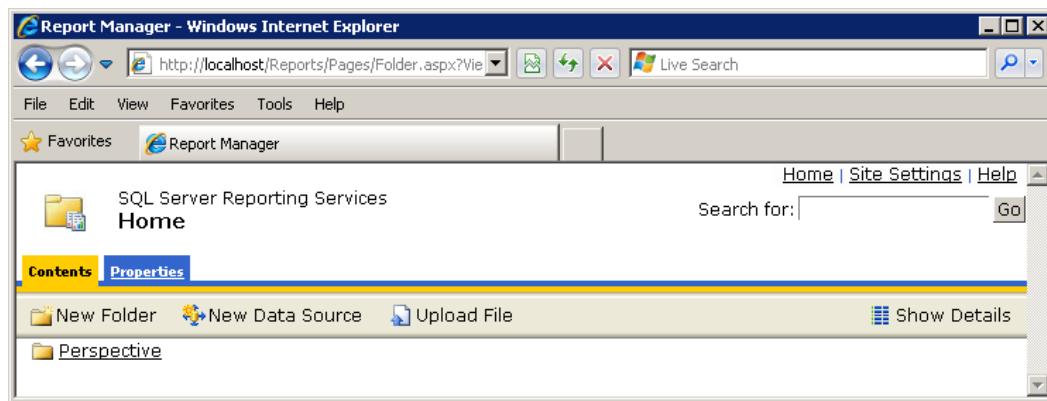 Report Manager - Windows Internet Explorer
http://localhost/Reports/Pages/Folder.aspx?Vie
Live Search
File Edit View Favorites Tools Help
Favorites Report Manager
Home | Site Settings | Help
SQL Server Reporting Services
Home
Search for: Go
Contents Properties
New Folder New Data Source Upload File Show Details
Perspective